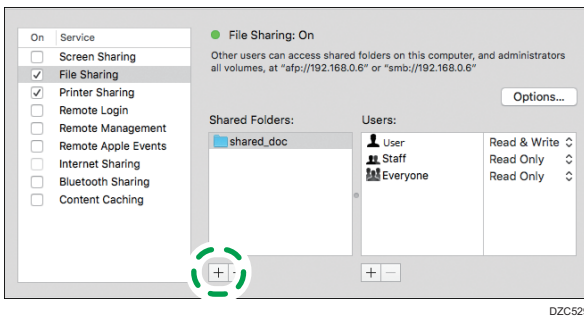 On Service
Screen Sharing
File Sharing
Printer Sharing
Remote Login
Remote Management
Remote Apple Events
Internet Sharing
Bluetooth Sharing
Content Caching
File Sharing: On
Other users can access shared folders on this computer, and administrators
all volumes, at “afp://192.168.0.6” or “smb://192.168.0.6”
Options...
Shared Folders:
shared_doc
+
Users:
User Read & Write
Staff Read Only
Everyone Read Only
+ −